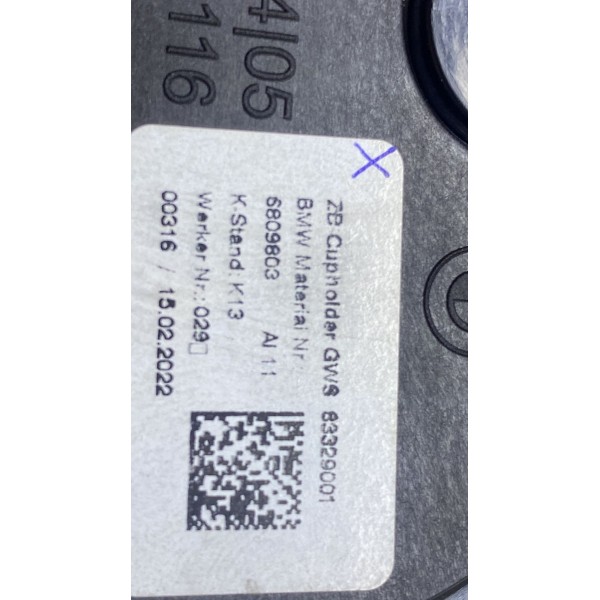 4|05
116
ZB Cupholder GWS 83329001
BMW Material Nr
6809603 AI 11
K-Stand: K13
Werker Nr.: 029
00316 / 15.02.2022